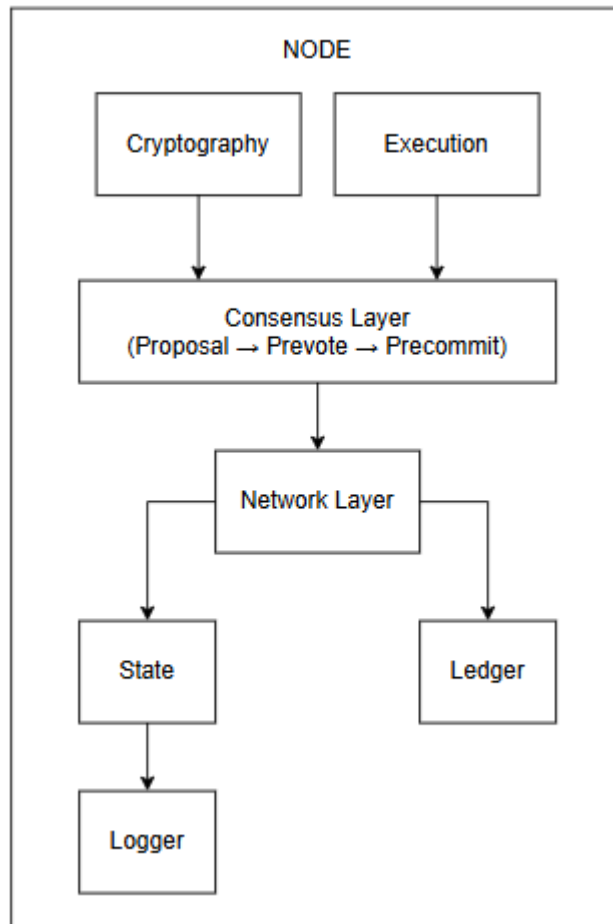 NODE
Cryptography
Execution
Consensus Layer
(Proposal → Prevote → Precommit)
Network Layer
State
Ledger
Logger